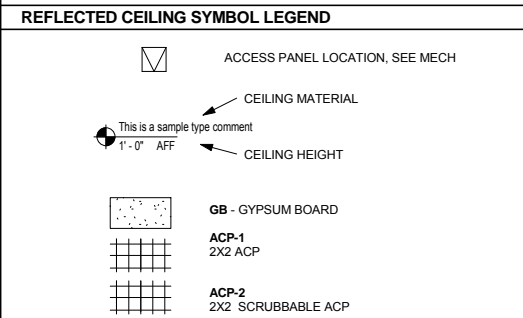 REFLECTED CEILING SYMBOL LEGEND
ACCESS PANEL LOCATION, SEE MECH
CEILING MATERIAL
This is a sample type comment
1' - 0" AFF
CEILING HEIGHT
GB - GYPSUM BOARD
ACP-1
2X2 ACP
ACP-2
2X2 SCRUBBABLE ACP